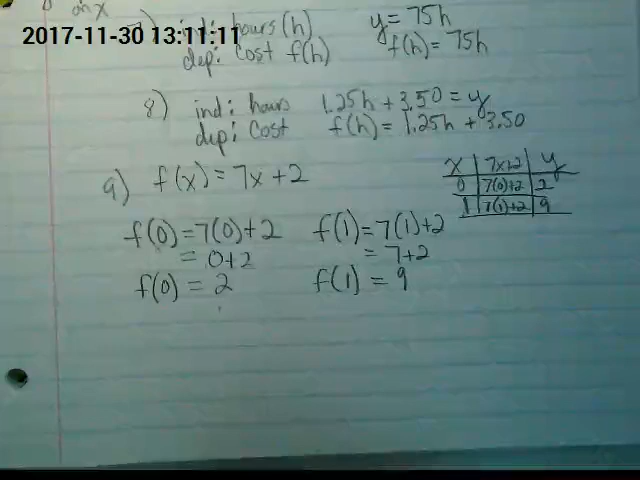 on x
ind: hours (h) y = 75h
2017-11-30 13:11:11
dep: cost f(h) f(h) = 75h
8) ind: hours 1.25h + 3.50 = y
dep: cost f(h) = 1.25h + 3.50
9) f(x) = 7x + 2
x | 7x+2 | y
0 | 7(0)+2 | 2
1 | 7(1)+2 | 9
f(0) = 7(0) + 2 f(1) = 7(1) + 2
= 0 + 2 = 7 + 2
f(0) = 2 f(1) = 9